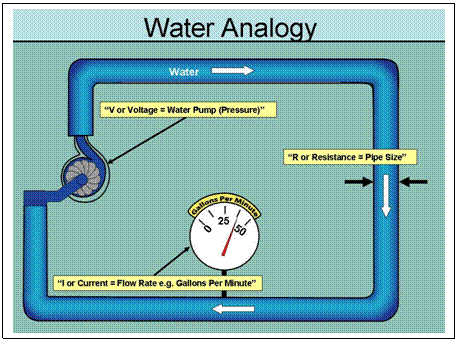 Water Analogy
Water
“V or Voltage = Water Pump (Pressure)”
“R or Resistance = Pipe Size”
Gallons Per Minute
0 25 50
“I or Current = Flow Rate e.g. Gallons Per Minute”